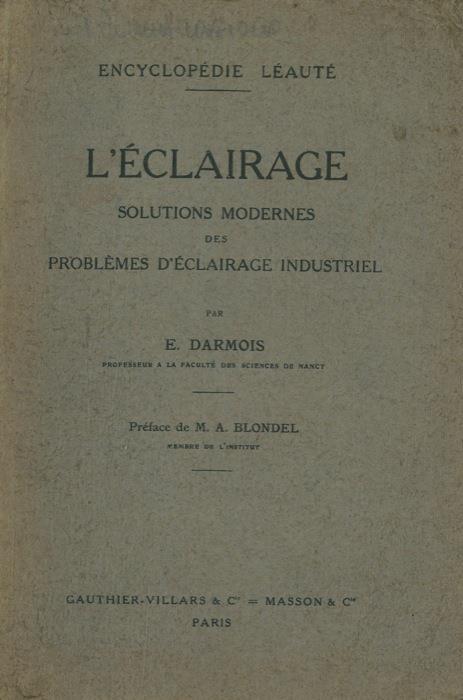 ENCYCLOPÉDIE LÉAUTÉ
L'ÉCLAIRAGE
SOLUTIONS MODERNES
DES
PROBLÈMES D'ÉCLAIRAGE INDUSTRIEL
PAR
E. DARMOIS
PROFESSEUR A LA FACULTÉ DES SCIENCES DE NANCY
Préface de M. A. BLONDEL
MEMBRE DE L'INSTITUT
GAUTHIER-VILLARS & Cie = MASSON & Cie
PARIS